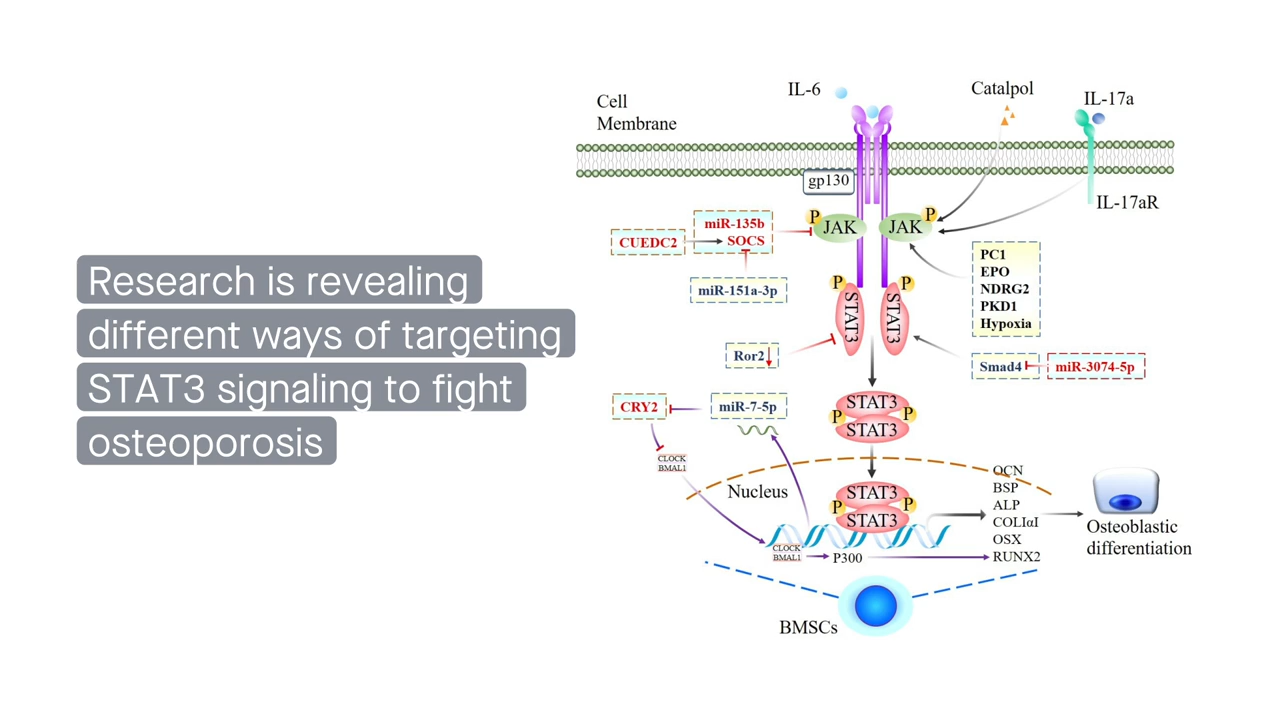 Research is revealing
different ways of targeting
STAT3 signaling to fight
osteoporosis
Cell
Membrane
IL-6
Catalpol
IL-17a
gp130
IL-17aR
P
JAK
JAK
P
miR-135b
SOCS
CUEDC2
miR-151a-3p
PC1
EPO
NDRG2
PKD1
Hypoxia
P
STAT3
STAT3
P
Ror2
Smad4
miR-3074-5p
CRY2
miR-7-5p
STAT3
P
P
STAT3
CLOCK
BMAL1
Nucleus
STAT3
P
P
STAT3
OCN
BSP
ALP
COLIαI
OSX
RUNX2
CLOCK
BMAL1
P300
Osteoblastic
differentiation
BMSCs